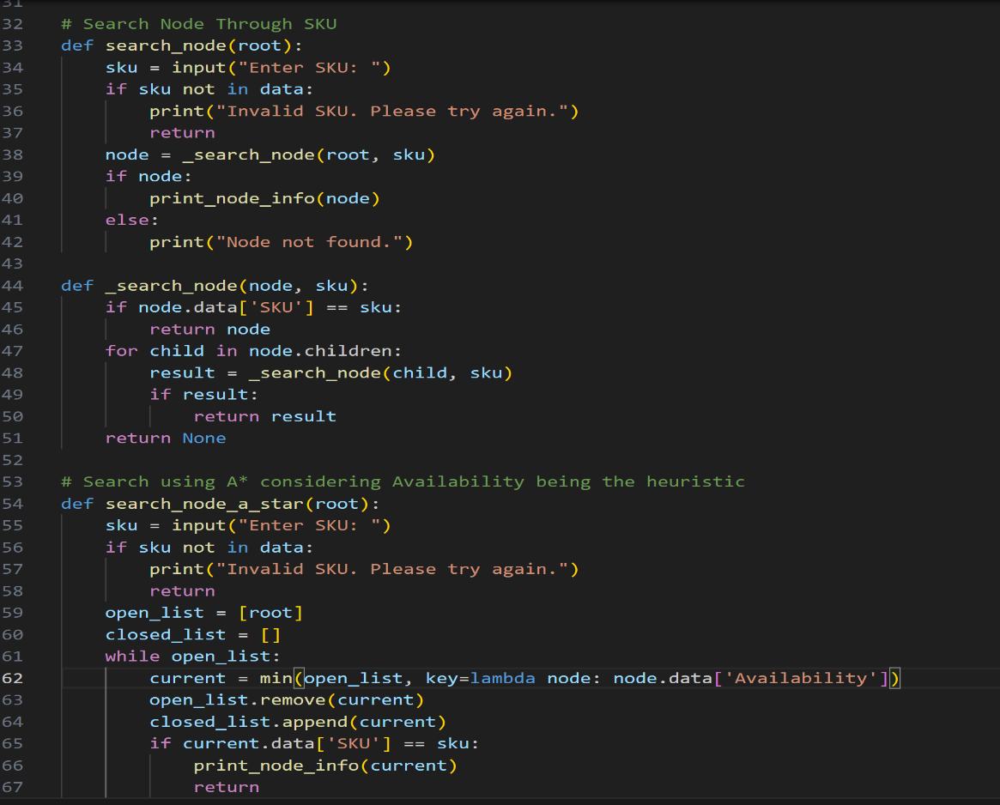 31
32 # Search Node Through SKU
33 def search_node(root):
34     sku = input("Enter SKU: ")
35     if sku not in data:
36         print("Invalid SKU. Please try again.")
37         return
38     node = _search_node(root, sku)
39     if node:
40         print_node_info(node)
41     else:
42         print("Node not found.")
43
44 def _search_node(node, sku):
45     if node.data['SKU'] == sku:
46         return node
47     for child in node.children:
48         result = _search_node(child, sku)
49         if result:
50             return result
51     return None
52
53 # Search using A* considering Availability being the heuristic
54 def search_node_a_star(root):
55     sku = input("Enter SKU: ")
56     if sku not in data:
57         print("Invalid SKU. Please try again.")
58         return
59     open_list = [root]
60     closed_list = []
61     while open_list:
62         current = min(open_list, key=lambda node: node.data['Availability'])
63         open_list.remove(current)
64         closed_list.append(current)
65         if current.data['SKU'] == sku:
66             print_node_info(current)
67             return